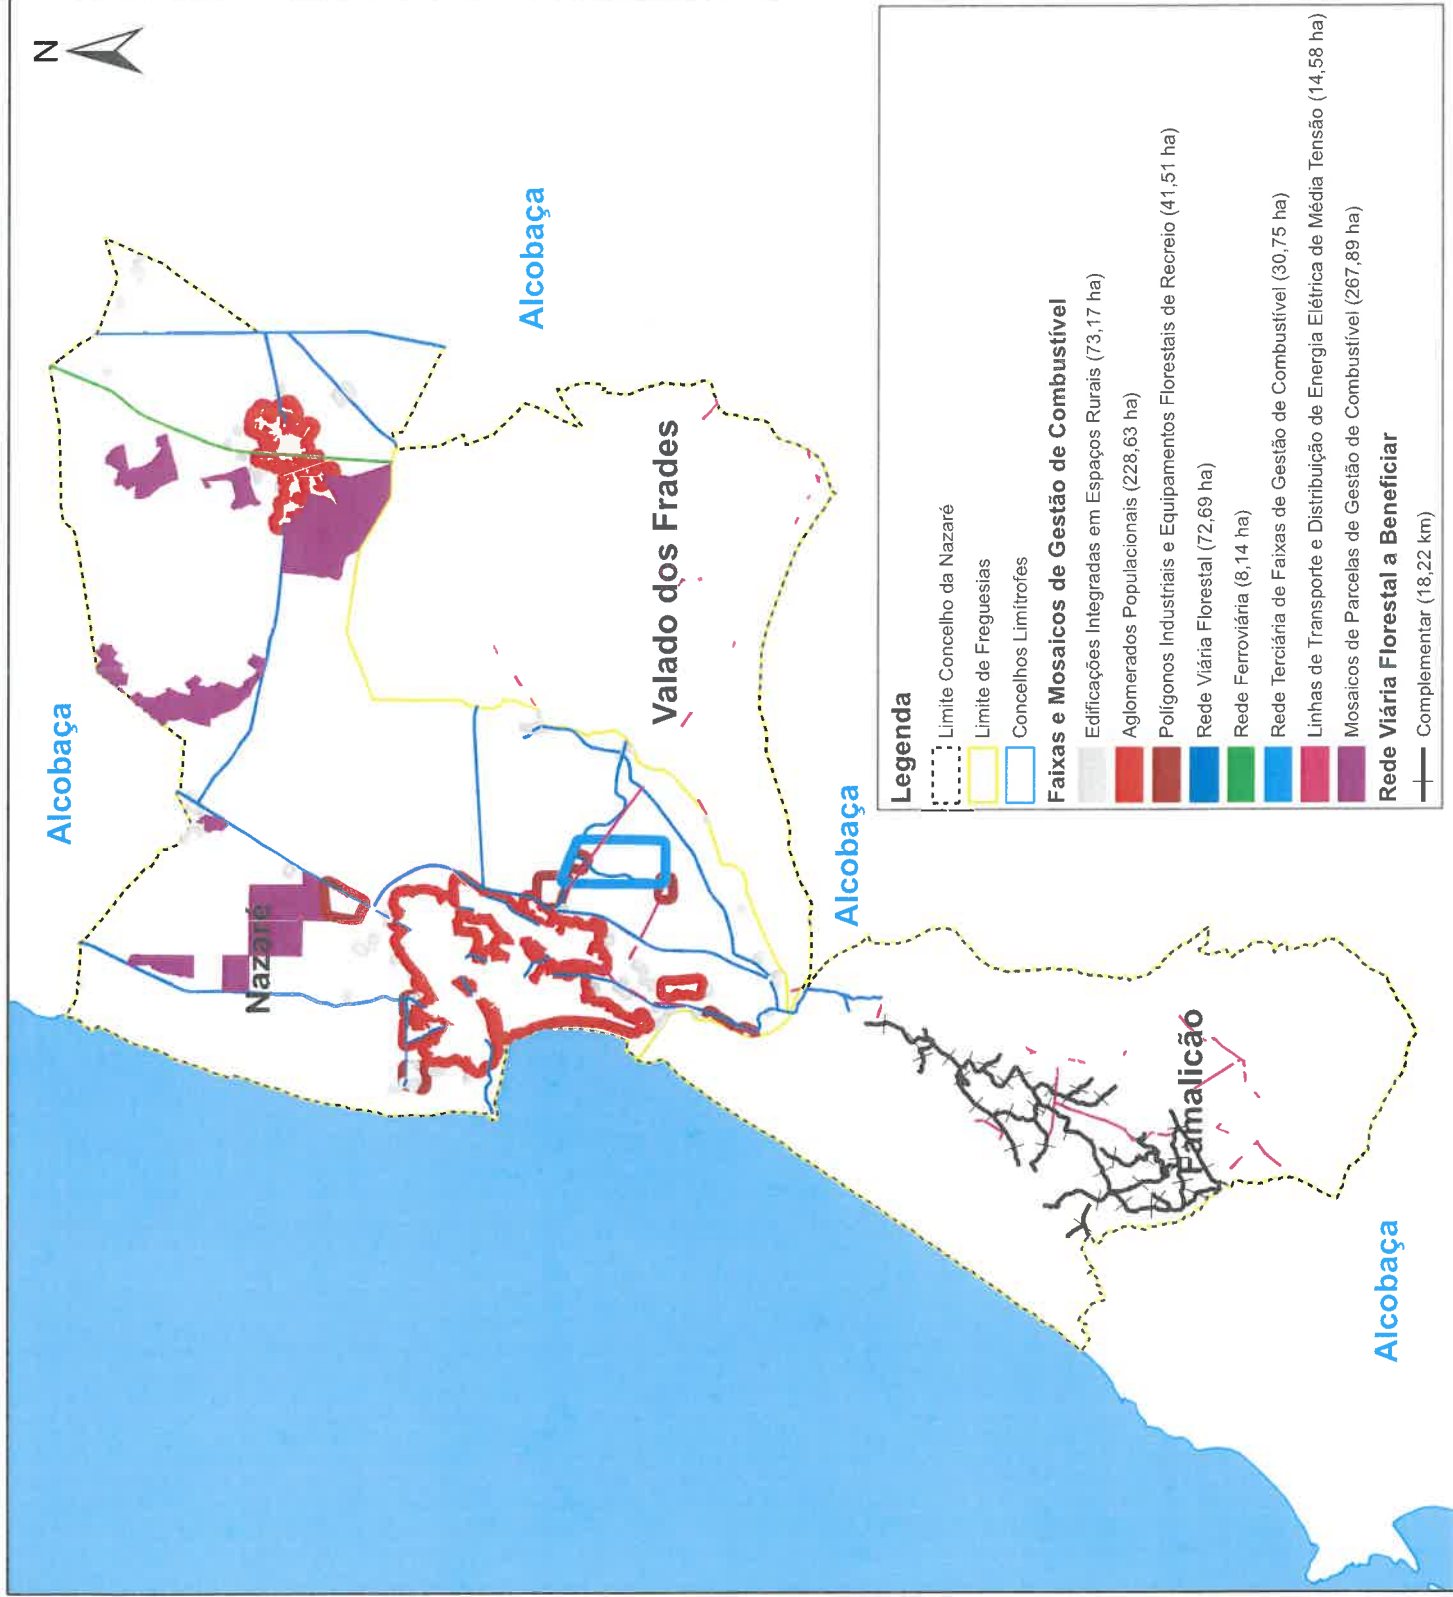 N
Alcobaça
Nazaré
Alcobaça
Valado dos Frades
Alcobaça
Famalicão
Alcobaça
Legenda
Limite Concelho da Nazaré
Limite de Freguesias
Concelhos Limítrofes
Faixas e Mosaicos de Gestão de Combustível
Edificações Integradas em Espaços Rurais (73,17 ha)
Aglomerados Populacionais (228,63 ha)
Polígonos Industriais e Equipamentos Florestais de Recreio (41,51 ha)
Rede Viária Florestal (72,69 ha)
Rede Ferroviária (8,14 ha)
Rede Terciária de Faixas de Gestão de Combustível (30,75 ha)
Linhas de Transporte e Distribuição de Energia Elétrica de Média Tensão (14,58 ha)
Mosaicos de Parcelas de Gestão de Combustível (267,89 ha)
Rede Viária Florestal a Beneficiar
Complementar (18,22 km)